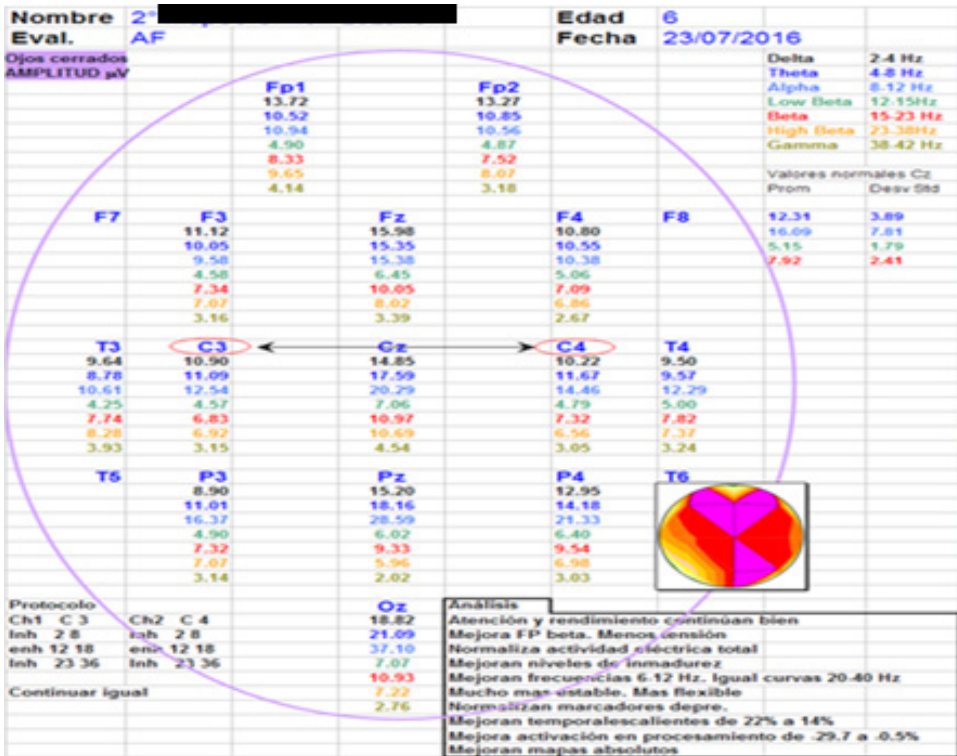 Nombre 2°
Edad 6
Eval. AF
Fecha 23/07/2016
Ojos cerrados
AMPLITUD µV
Delta 2-4 Hz
Theta 4-8 Hz
Alpha 8-12 Hz
Low Beta 12-15Hz
Beta 15-23 Hz
High Beta 23-38Hz
Gamma 38-42 Hz
Valores normales Cz
Prom Desv Std
12.31 3.89
16.09 7.81
5.15 1.79
7.92 2.41
Fp1 Fp2
13.72 13.27
10.52 10.85
10.94 10.56
4.90 4.87
8.33 7.52
9.65 8.07
4.14 3.18
F7 F3 Fz F4 F8
11.12 15.98 10.80
10.05 15.35 10.55
9.58 15.38 10.38
4.58 6.45 5.06
7.34 10.05 7.09
7.07 8.02 6.86
3.16 3.39 2.67
T3 C3 Cz C4 T4
9.64 10.90 14.85 10.22 9.50
8.78 11.09 17.59 11.67 9.57
10.61 12.54 20.29 14.46 12.29
4.25 4.57 7.06 4.79 5.00
7.74 6.83 10.97 7.32 7.82
8.28 6.92 10.69 6.56 7.37
3.93 3.15 4.54 3.05 3.24
T5 P3 Pz P4 T6
8.90 15.20 12.95
11.01 18.16 14.18
16.37 28.59 21.33
4.90 6.02 6.40
7.32 9.33 9.54
7.07 5.96 6.98
3.14 2.02 3.03
Oz
18.82
21.09
37.10
7.07
10.93
7.22
2.76
Protocolo
Ch1 C 3 Ch2 C 4
Inh 2 8 Inh 2 8
enh 12 18 enh 12 18
Inh 23 36 Inh 23 36
Continuar igual
Análisis
Atención y rendimiento continúan bien
Mejora FP beta. Menos tensión
Normaliza actividad eléctrica total
Mejoran niveles de inmadurez
Mejoran frecuencias 6-12 Hz. Igual curvas 20-40 Hz
Mucho mas estable. Mas flexible
Normalizan marcadores depre.
Mejoran temporalescalientes de 22% a 14%
Mejora activación en procesamiento de -29.7 a -0.5%
Mejoran mapas absolutos